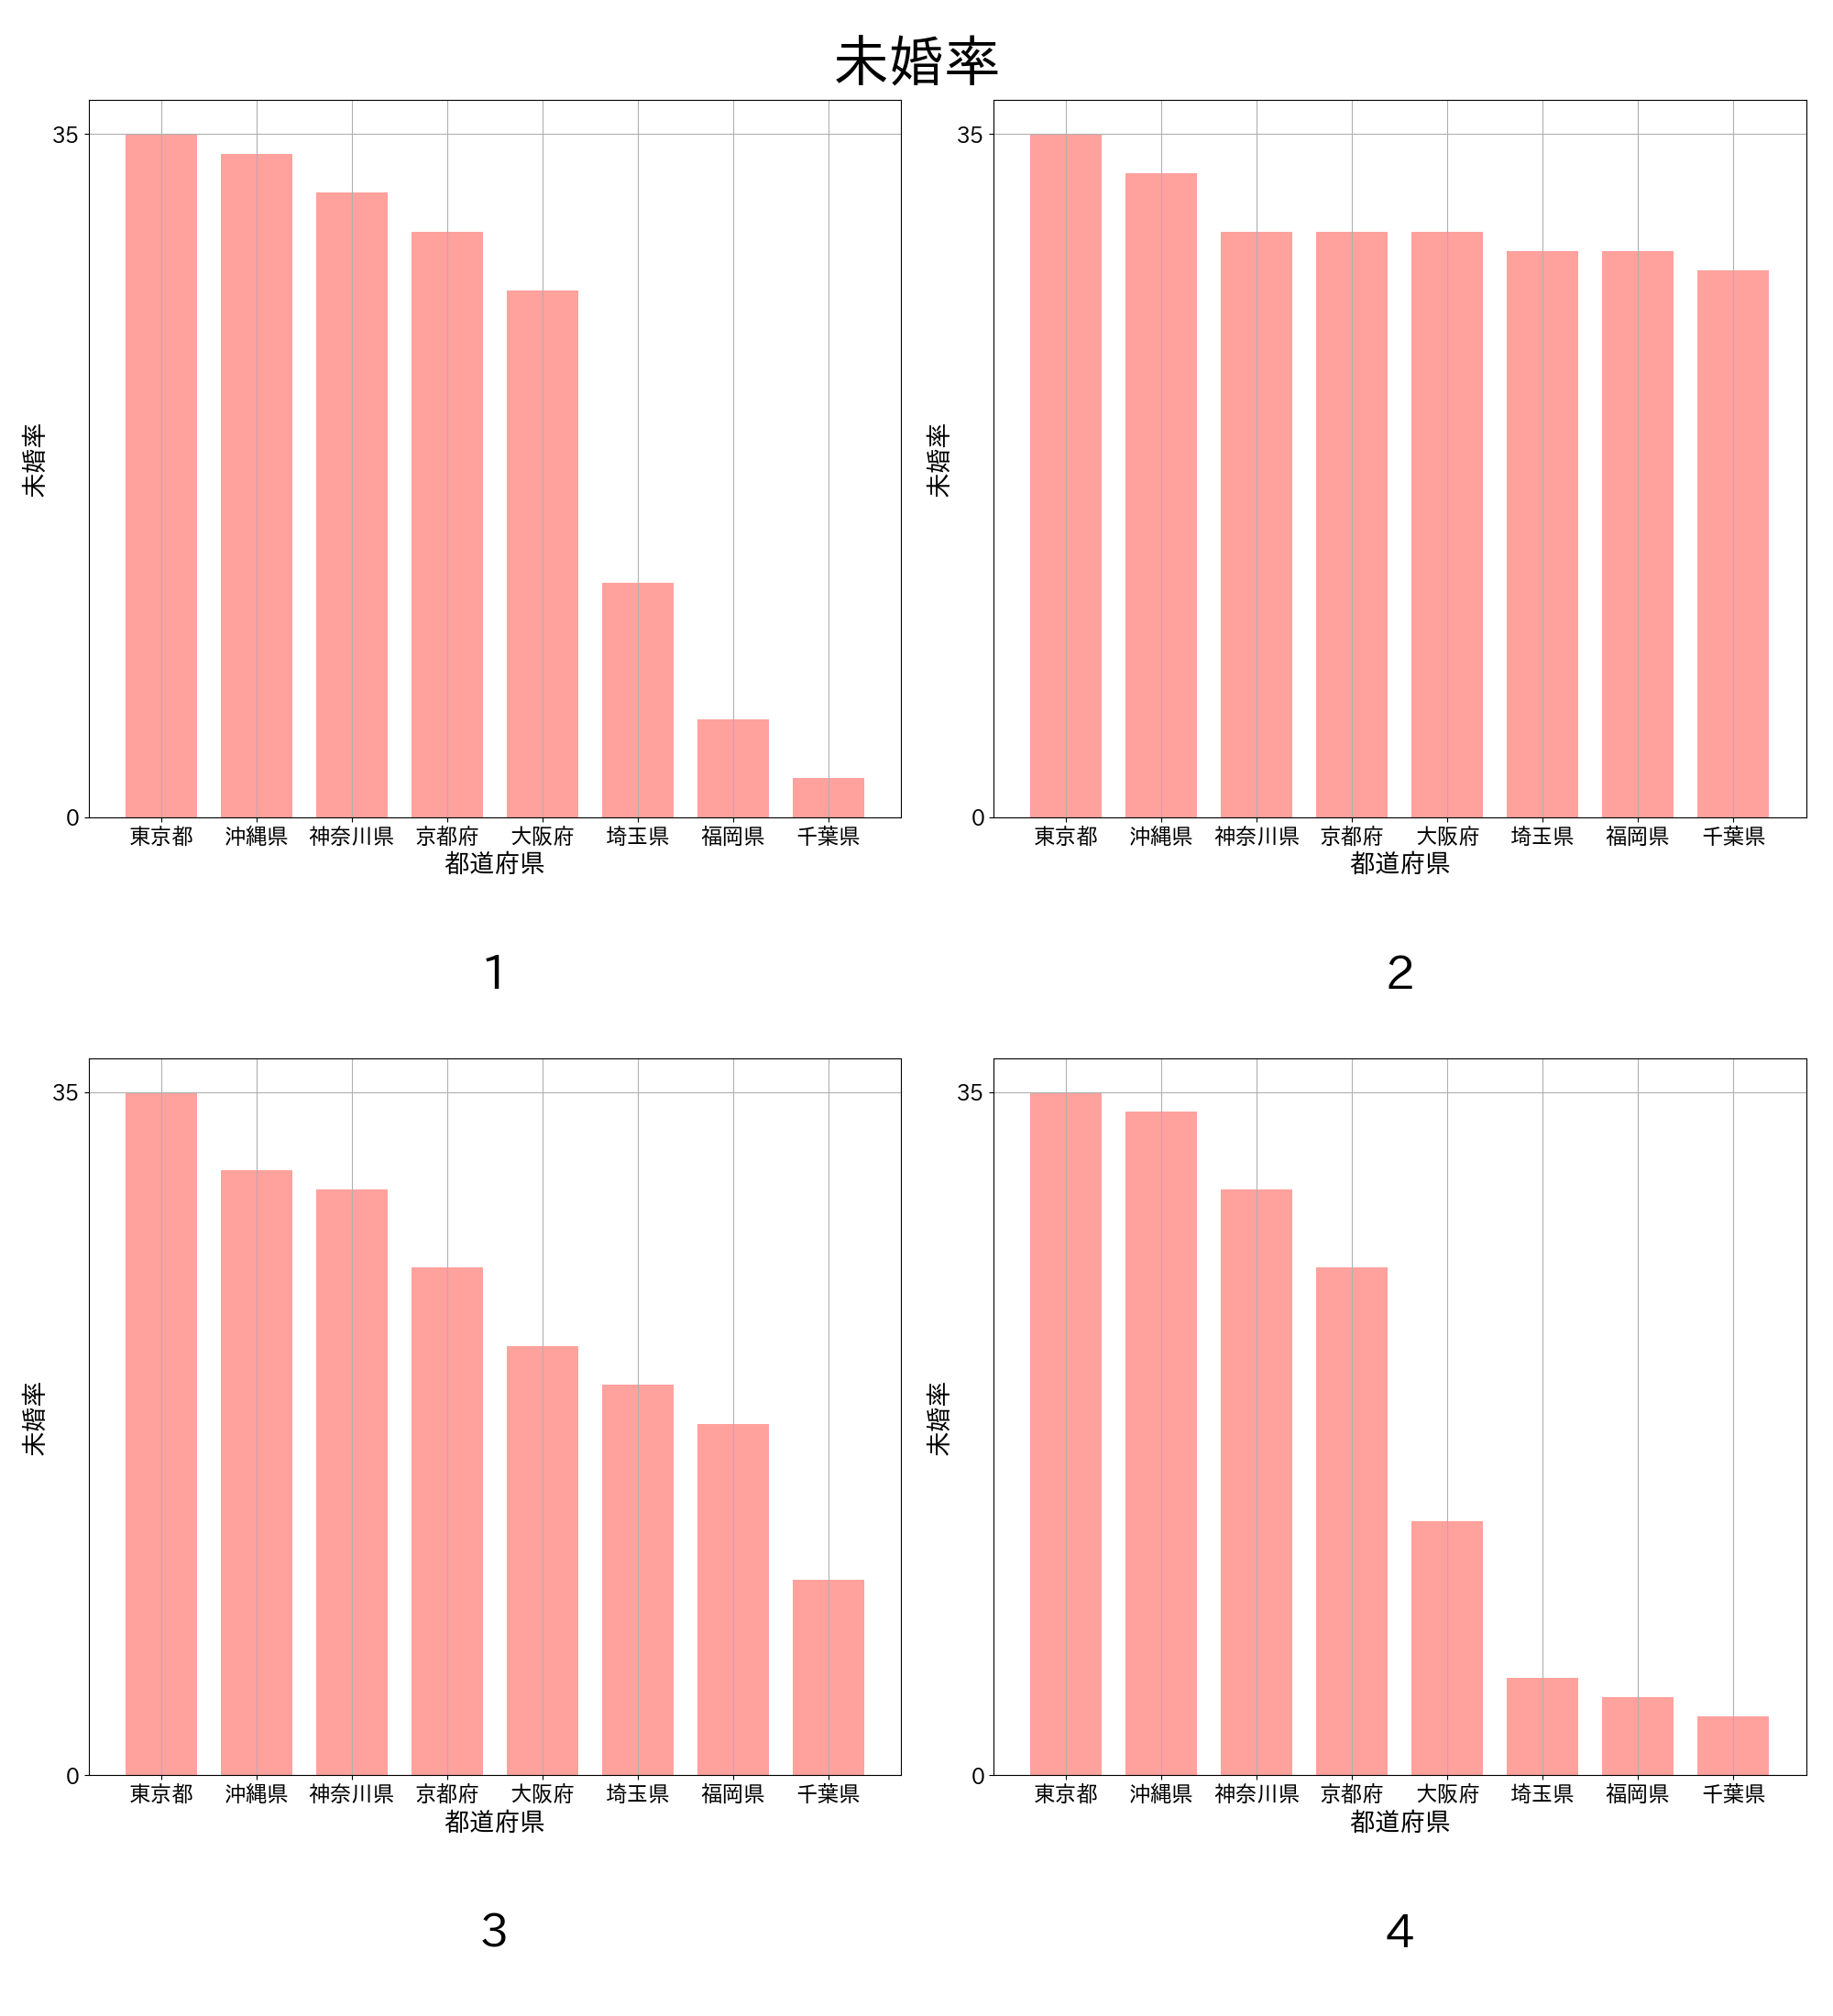 未婚率
35
0
未婚率
東京都 沖縄県 神奈川県 京都府 大阪府 埼玉県 福岡県 千葉県
都道府県
1
35
0
未婚率
東京都 沖縄県 神奈川県 京都府 大阪府 埼玉県 福岡県 千葉県
都道府県
2
35
0
未婚率
東京都 沖縄県 神奈川県 京都府 大阪府 埼玉県 福岡県 千葉県
都道府県
3
35
0
未婚率
東京都 沖縄県 神奈川県 京都府 大阪府 埼玉県 福岡県 千葉県
都道府県
4